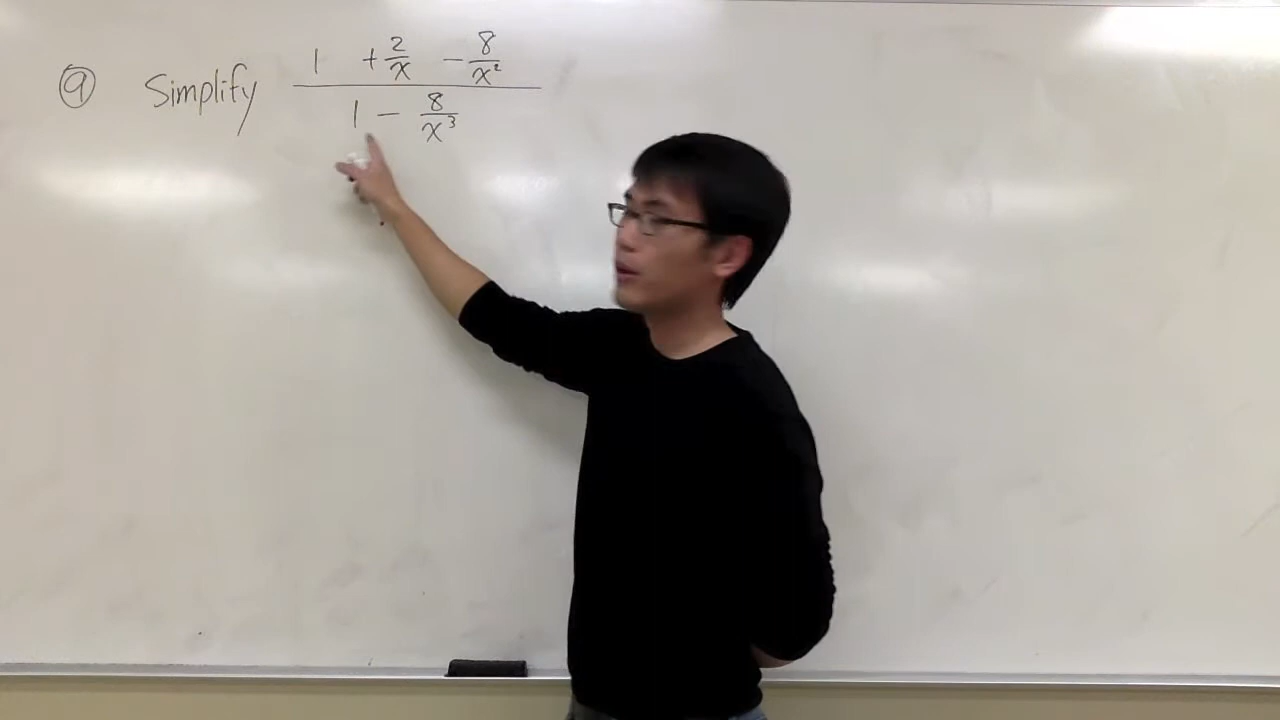 ⑨ Simplify (1 + 2/x - 8/x²) / (1 - 8/x³)